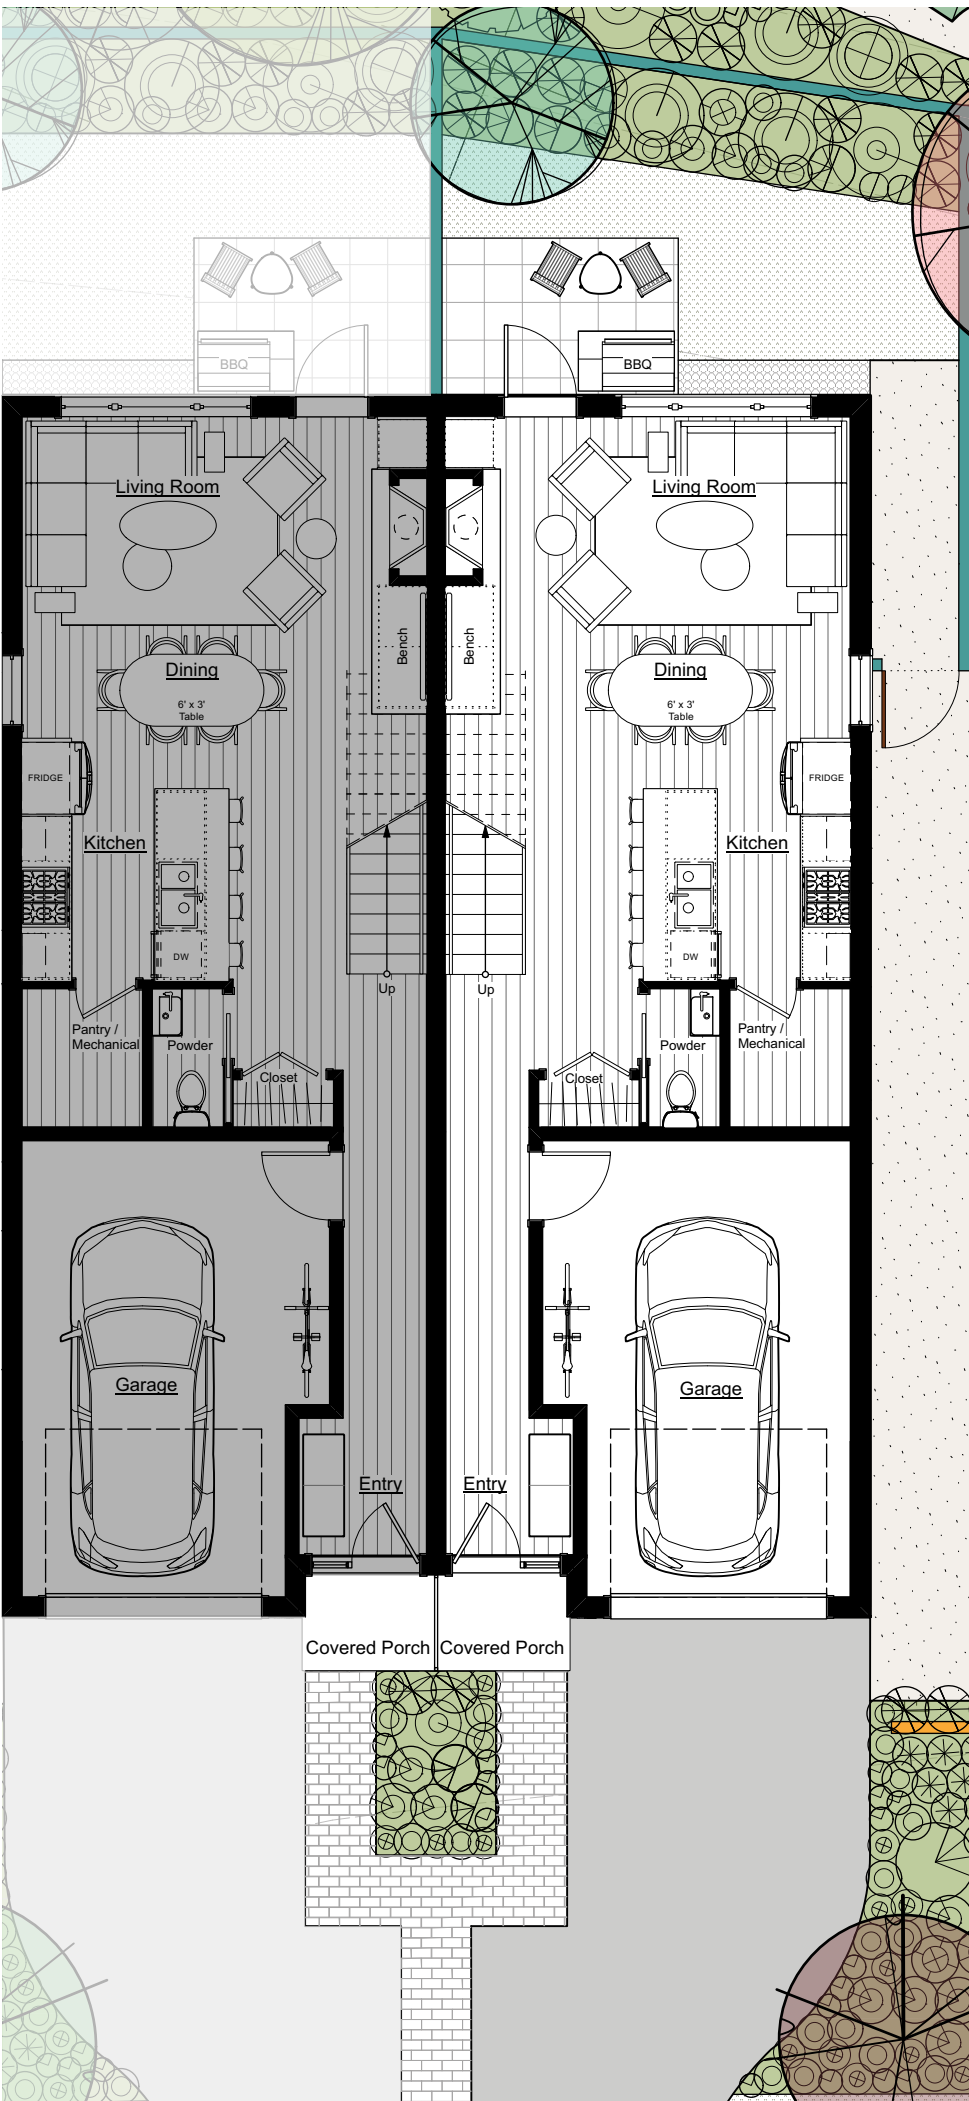 BBQ
BBQ
Living Room
Living Room
Bench
Bench
Dining
Dining
6' x 3'
Table
6' x 3'
Table
FRIDGE
FRIDGE
Kitchen
Kitchen
DW
DW
Up
Up
Pantry /
Mechanical
Powder
Closet
Closet
Powder
Pantry /
Mechanical
Garage
Garage
Entry
Entry
Covered Porch
Covered Porch